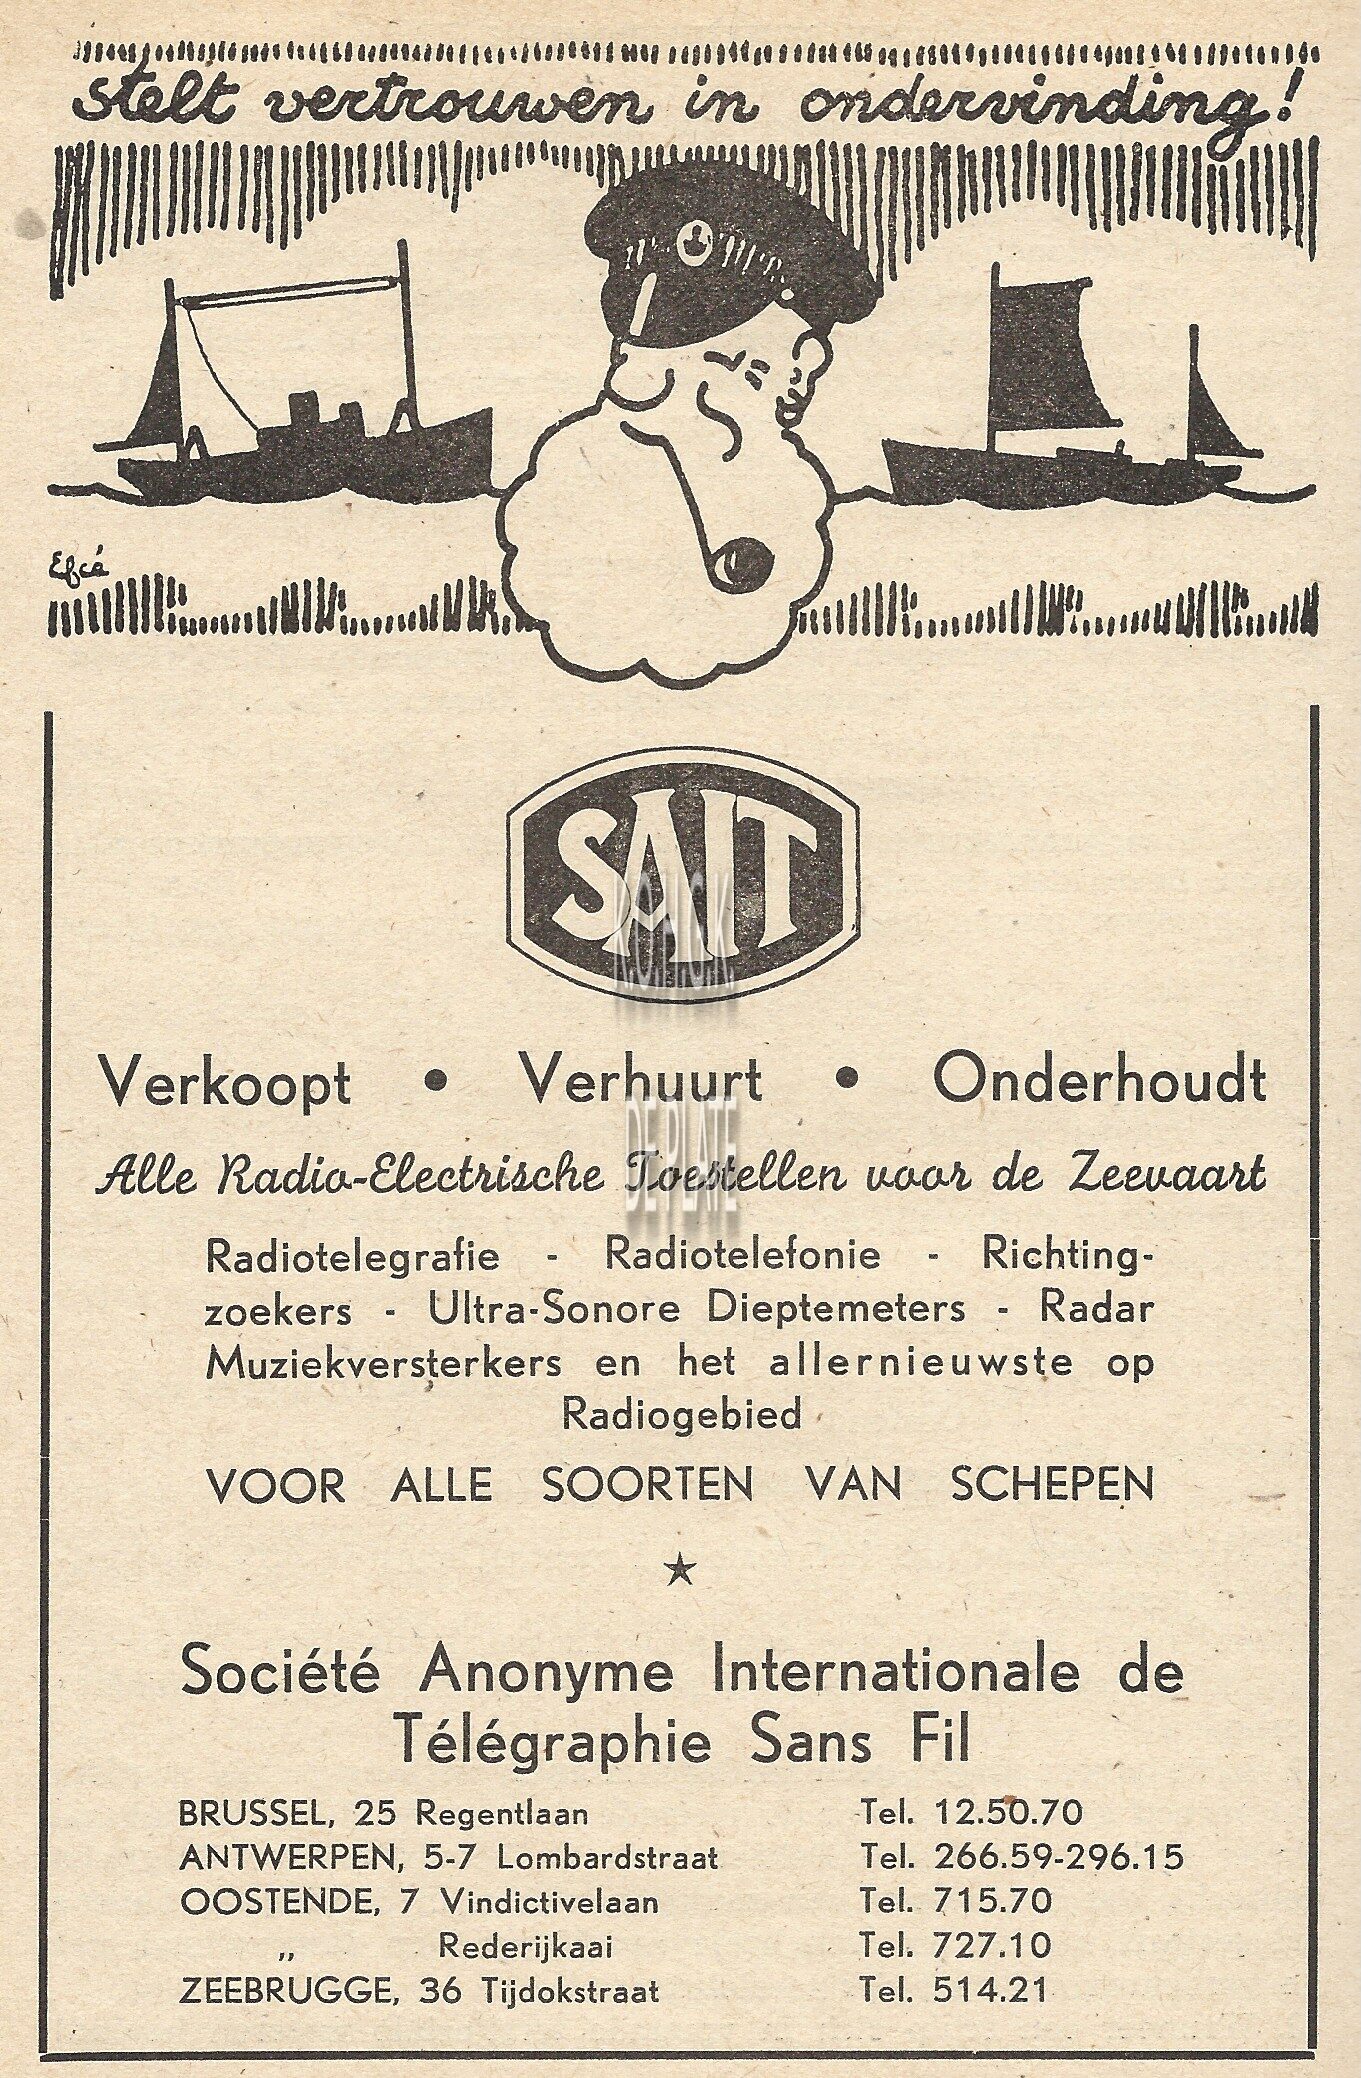 stelt vertrouwen in ondervinding!
Efcé
SAIT
K.O.H.G.K.
Verkoopt • Verhuurt • Onderhoudt
DE PLATE
Alle Radio-Electrische Toestellen voor de Zeevaart
Radiotelegrafie - Radiotelefonie - Richting-
zoekers - Ultra-Sonore Dieptemeters - Radar
Muziekversterkers en het allernieuwste op
Radiogebied
VOOR ALLE SOORTEN VAN SCHEPEN
Société Anonyme Internationale de
Télégraphie Sans Fil
BRUSSEL, 25 Regentlaan Tel. 12.50.70
ANTWERPEN, 5-7 Lombardstraat Tel. 266.59-296.15
OOSTENDE, 7 Vindictivelaan Tel. 715.70
„ Rederijkaai Tel. 727.10
ZEEBRUGGE, 36 Tijdokstraat Tel. 514.21